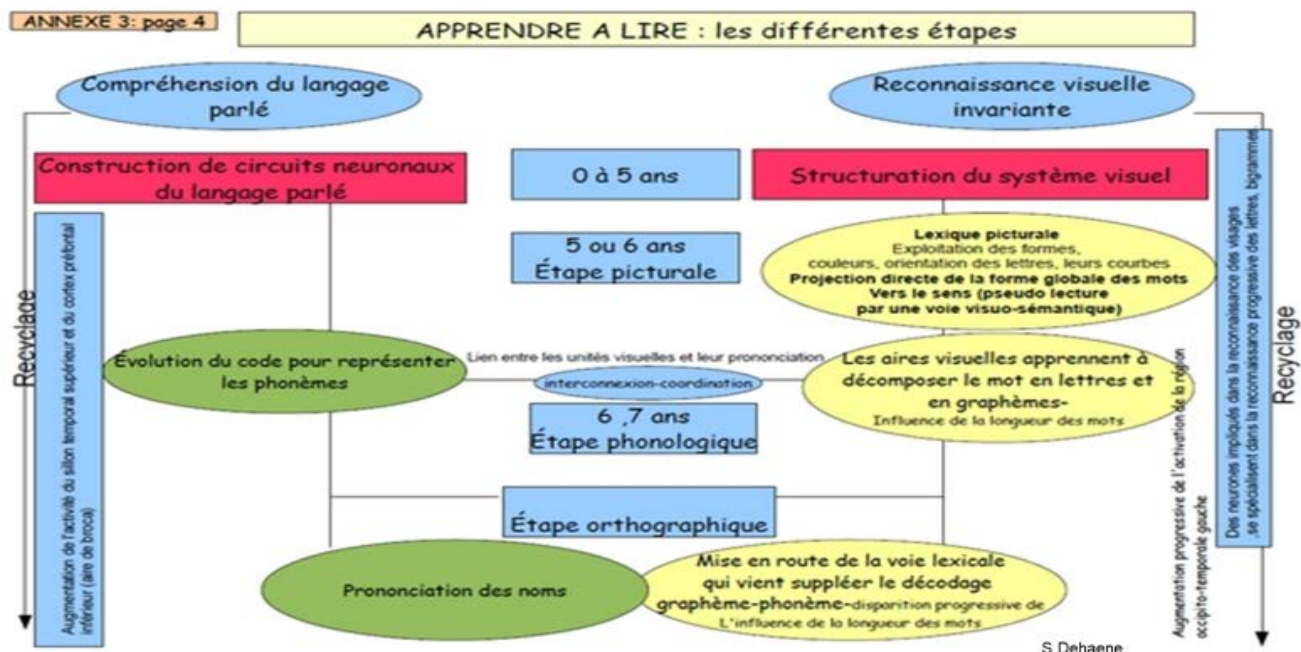 ANNEXE 3: page 4
APPRENDRE A LIRE : les différentes étapes
Compréhension du langage
parlé
Reconnaissance visuelle
invariante
Construction de circuits neuronaux
du langage parlé
0 à 5 ans
Structuration du système visuel
5 ou 6 ans
Étape picturale
Lexique picturale
Exploitation des formes,
couleurs, orientation des lettres, leurs courbes
Projection directe de la forme globale des mots
Vers le sens (pseudo lecture
par une voie visuo-sémantique)
Évolution du code pour représenter
les phonèmes
Lien entre les unités visuelles et leur prononciation
interconnexion-coordination
Les aires visuelles apprennent à
décomposer le mot en lettres et
en graphèmes-
Influence de la longueur des mots
6 ,7 ans
Étape phonologique
Étape orthographique
Prononciation des noms
Mise en route de la voie lexicale
qui vient suppléer le décodage
graphème-phonème-disparition progressive de
L'influence de la longueur des mots
Recyclage
Augmentation de l'activité du sillon temporal supérieur et du cortex préfrontal
inférieur (aire de broca)
Augmentation progressive de l'activation de la région
occipito-temporale gauche
Des neurones impliqués dans la reconnaissance des visages
,se spécialisent dans la reconnaissance progressive des lettres, bigrammes
Recyclage
S Dehaene